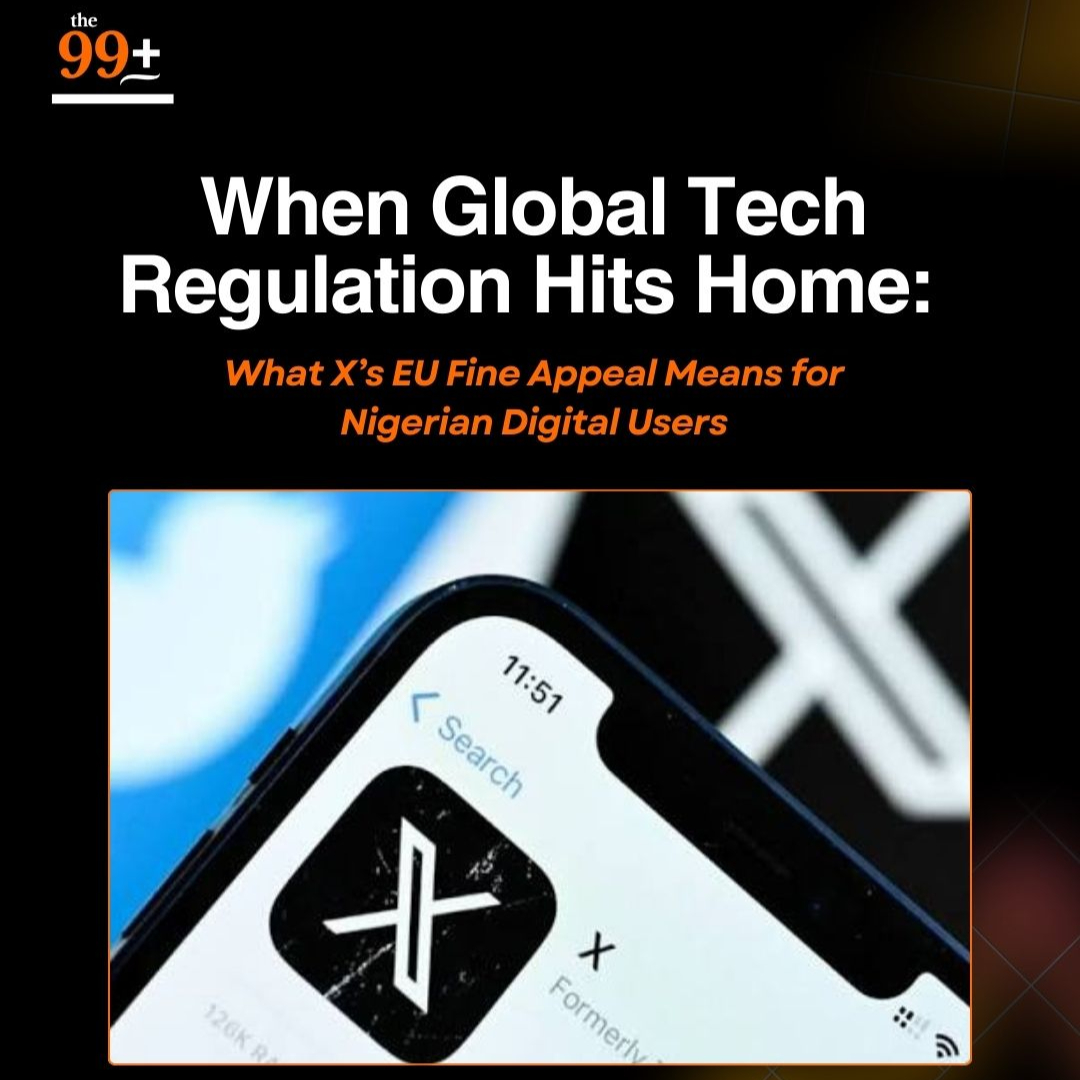 the
99+
When Global Tech
Regulation Hits Home:
What X’s EU Fine Appeal Means for
Nigerian Digital Users
11:51
Search
X
Formerly
126K